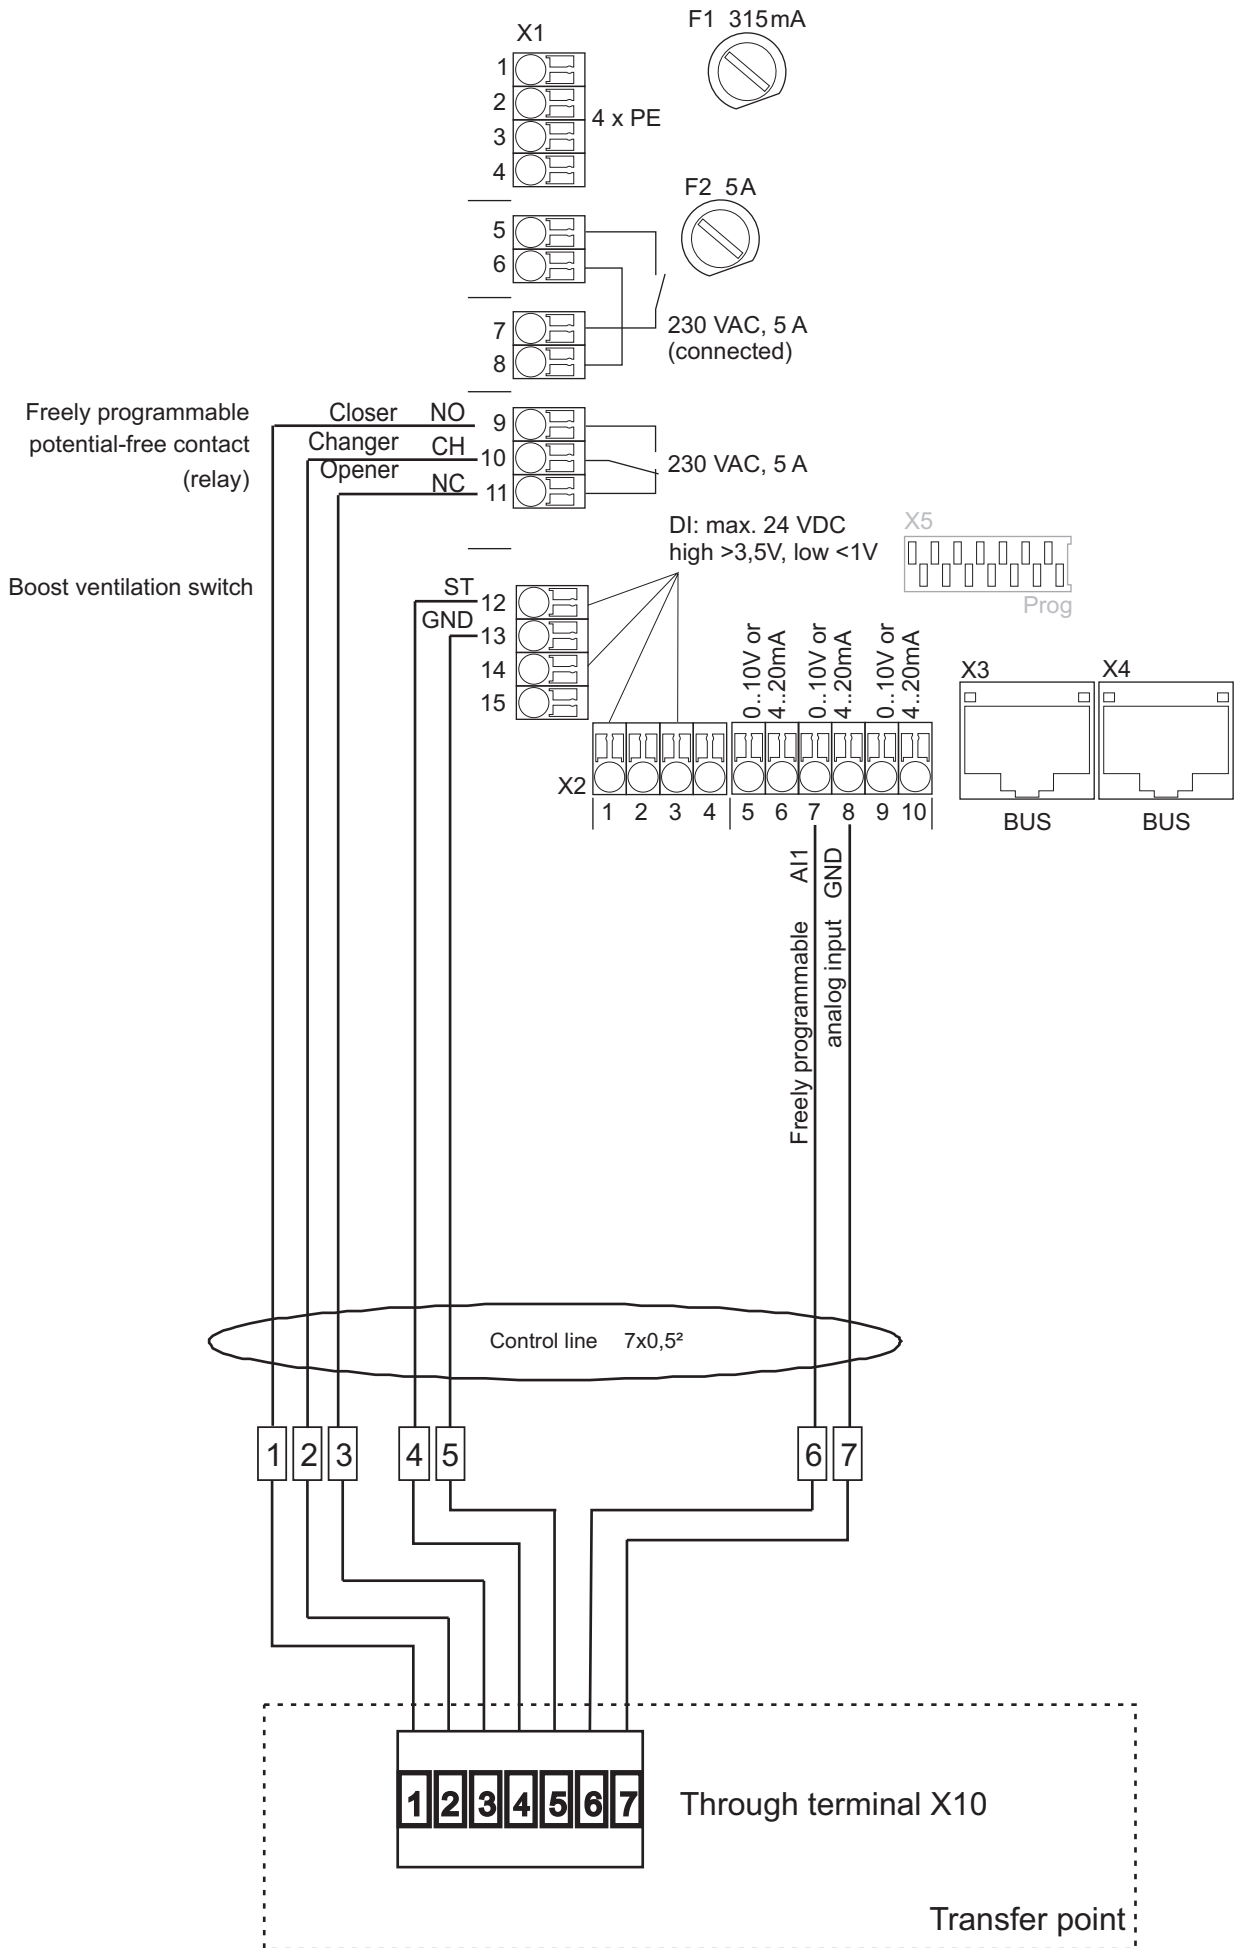 F1 315mA
X1
1
2
3
4
4 x PE
F2 5A
5
6
7
8
230 VAC, 5 A
(connected)
Freely programmable
potential-free contact
(relay)
Closer NO
Changer CH
Opener
NC
9
10
11
230 VAC, 5 A
DI: max. 24 VDC
high >3,5V, low <1V
X5
Prog
Boost ventilation switch
ST
GND
12
13
14
15
0..10V or
4..20mA
0..10V or
4..20mA
0..10V or
4..20mA
X3
X4
X2
1 2 3 4 5 6 7 8 9 10
BUS
BUS
Freely programmable AI1
analog input GND
Control line 7x0,5²
1 2 3 4 5 6 7
1 2 3 4 5 6 7
Through terminal X10
Transfer point